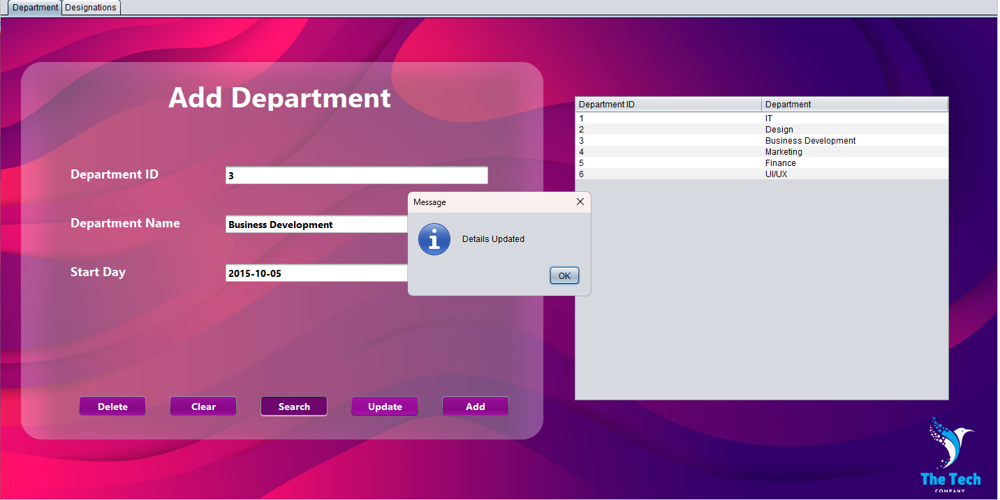 Department Designations
Add Department
Department ID 3
Department Name Business Development
Start Day 2015-10-05
Delete Clear Search Update Add
Message
Details Updated
OK
Department ID Department
1 IT
2 Design
3 Business Development
4 Marketing
5 Finance
6 UI/UX
The Tech
COMPANY